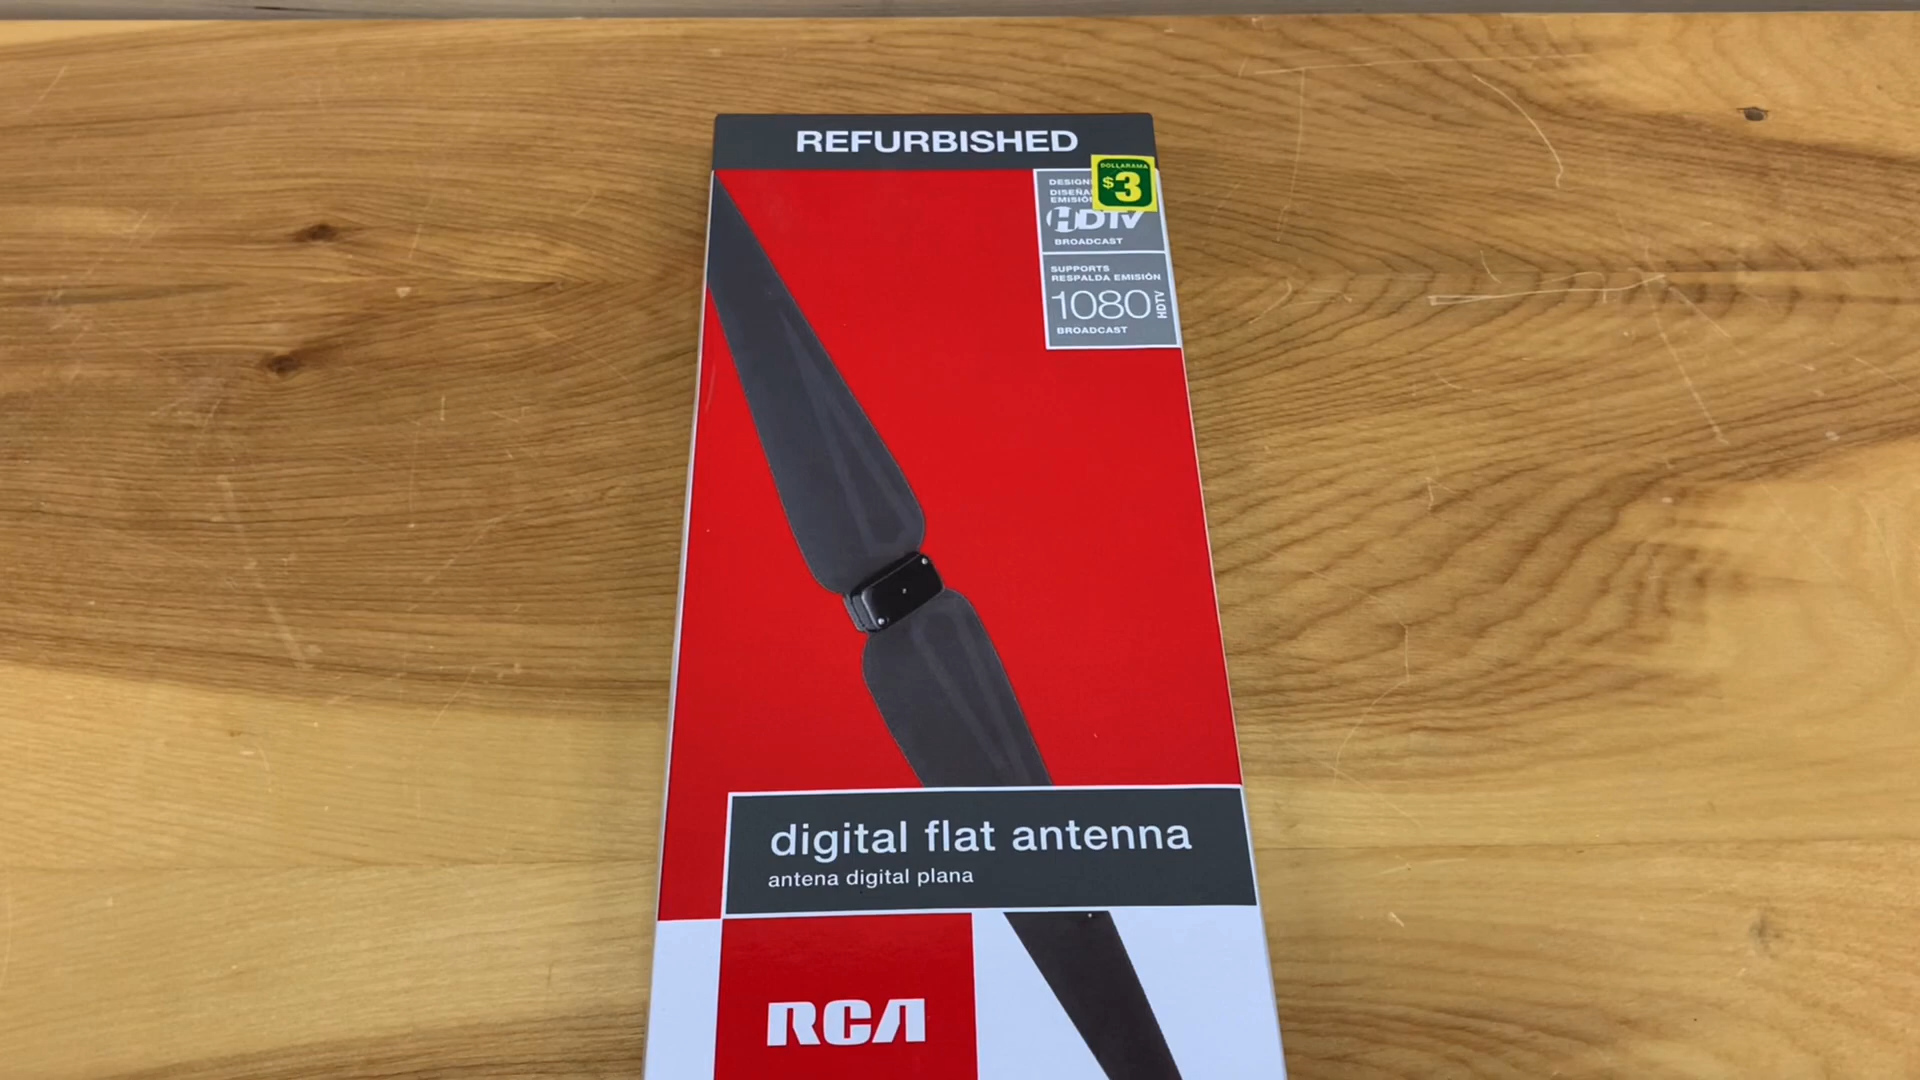 REFURBISHED
DOLLARAMA
$3
HDTV
BROADCAST
SUPPORTS
RESPALDA EMISIÓN
1080 HDTV
BROADCAST
digital flat antenna
antena digital plana
RCA